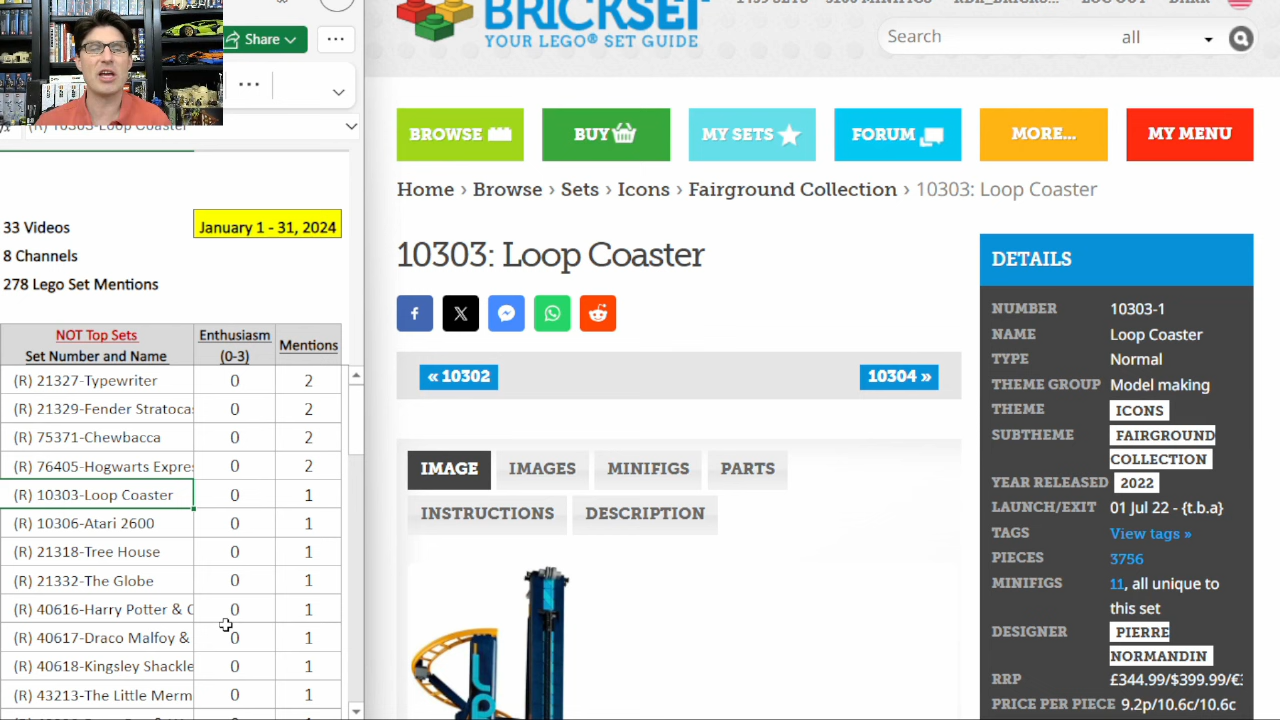 Share
(R) 10303-Loop Coaster
33 Videos
January 1 - 31, 2024
8 Channels
278 Lego Set Mentions
NOT Top Sets
Set Number and Name
Enthusiasm
(0-3)
Mentions
(R) 21327-Typewriter 0 2
(R) 21329-Fender Stratoca 0 2
(R) 75371-Chewbacca 0 2
(R) 76405-Hogwarts Expre 0 2
(R) 10303-Loop Coaster 0 1
(R) 10306-Atari 2600 0 1
(R) 21318-Tree House 0 1
(R) 21332-The Globe 0 1
(R) 40616-Harry Potter & C 0 1
(R) 40617-Draco Malfoy & 0 1
(R) 40618-Kingsley Shackle 0 1
(R) 43213-The Little Merm 0 1
BRICKSET
YOUR LEGO® SET GUIDE
Search all
BROWSE BUY MY SETS FORUM MORE... MY MENU
Home › Browse › Sets › Icons › Fairground Collection › 10303: Loop Coaster
10303: Loop Coaster
« 10302 10304 »
IMAGE IMAGES MINIFIGS PARTS
INSTRUCTIONS DESCRIPTION
DETAILS
NUMBER 10303-1
NAME Loop Coaster
TYPE Normal
THEME GROUP Model making
THEME ICONS
SUBTHEME FAIRGROUND
COLLECTION
YEAR RELEASED 2022
LAUNCH/EXIT 01 Jul 22 - {t.b.a}
TAGS View tags »
PIECES 3756
MINIFIGS 11, all unique to
this set
DESIGNER PIERRE
NORMANDIN
RRP £344.99/$399.99/€
PRICE PER PIECE 9.2p/10.6c/10.6c